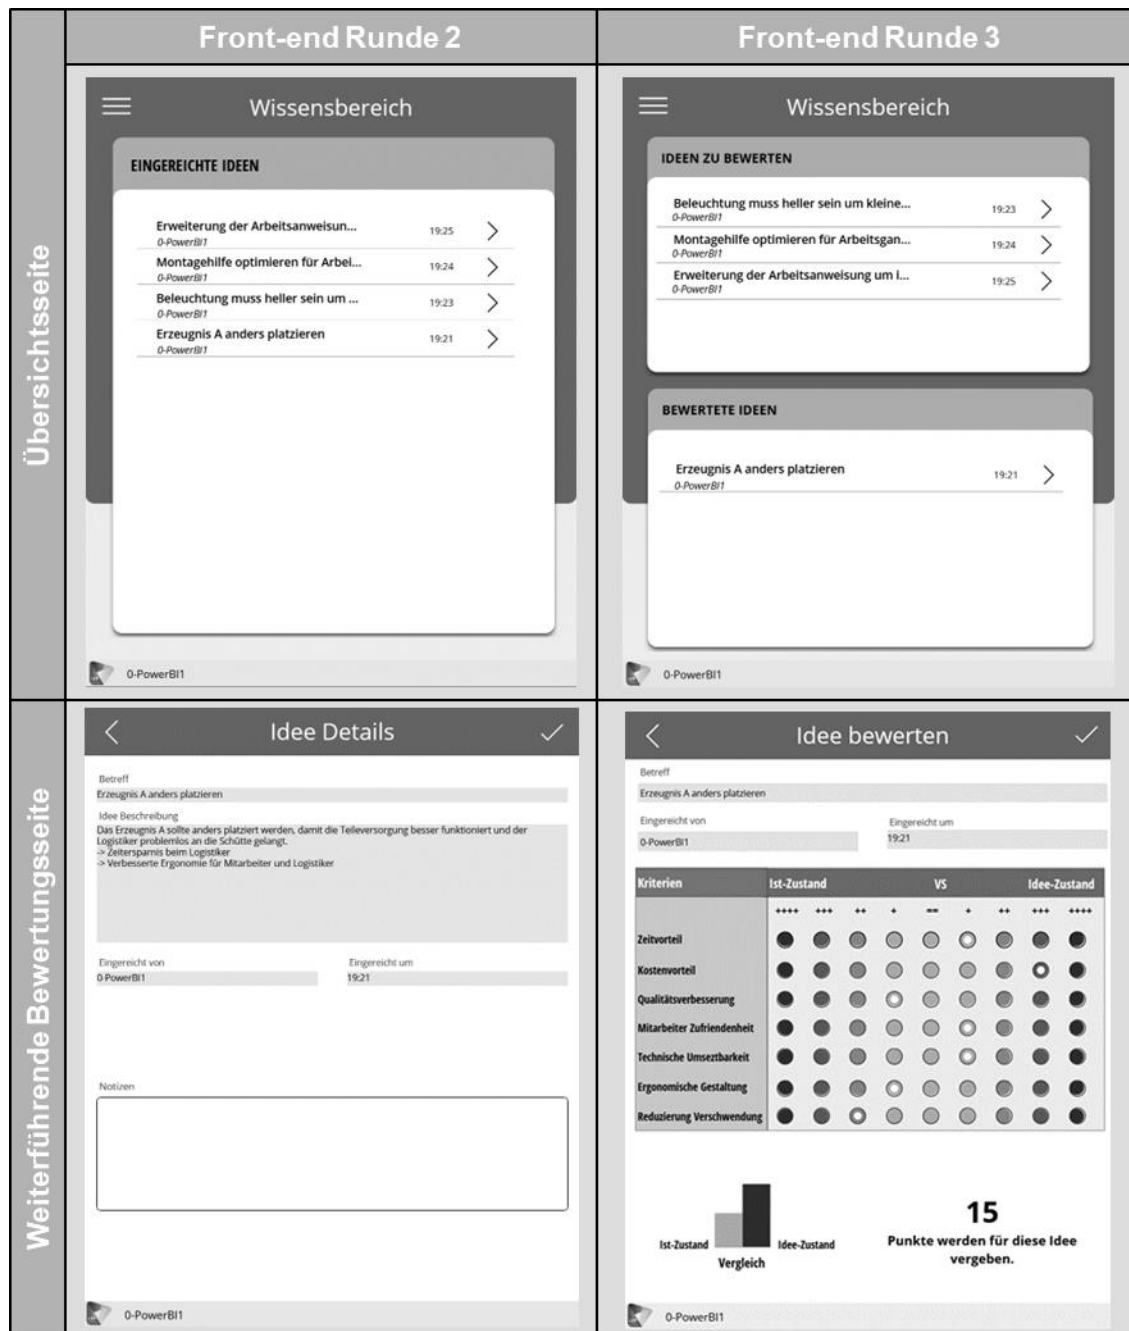 Front-end Runde 2
Front-end Runde 3
Übersichtsseite
Wissensbereich
EINGEREICHTE IDEEN
Erweiterung der Arbeitsanweisun...
0-PowerBI1
19:25
Montagehilfe optimieren für Arbei...
0-PowerBI1
19:24
Beleuchtung muss heller sein um ...
0-PowerBI1
19:23
Erzeugnis A anders platzieren
0-PowerBI1
19:21
0-PowerBI1
Wissensbereich
IDEEN ZU BEWERTEN
Beleuchtung muss heller sein um kleine...
0-PowerBI1
19:23
Montagehilfe optimieren für Arbeitsgan...
0-PowerBI1
19:24
Erweiterung der Arbeitsanweisung um i...
0-PowerBI1
19:25
BEWERTETE IDEEN
Erzeugnis A anders platzieren
0-PowerBI1
19:21
0-PowerBI1
Weiterführende Bewertungsseite
Idee Details
Betreff
Erzeugnis A anders platzieren
Idee Beschreibung
Das Erzeugnis A sollte anders platziert werden, damit die Teileversorgung besser funktioniert und der
Logistiker problemlos an die Schütte gelangt.
-> Zeitersparnis beim Logistiker
-> Verbesserte Ergonomie für Mitarbeiter und Logistiker
Eingereicht von
Eingereicht um
0-PowerBI1
19:21
Notizen
0-PowerBI1
Idee bewerten
Betreff
Erzeugnis A anders platzieren
Eingereicht von
Eingereicht um
0-PowerBI1
19:21
Kriterien Ist-Zustand VS Idee-Zustand
++++ +++ ++ + == + ++ +++ ++++
Zeitvorteil
Kostenvorteil
Qualitätsverbesserung
Mitarbeiter Zufriendenheit
Technische Umseztbarkeit
Ergonomische Gestaltung
Reduzierung Verschwendung
Ist-Zustand
Idee-Zustand
Vergleich
15
Punkte werden für diese Idee
vergeben.
0-PowerBI1